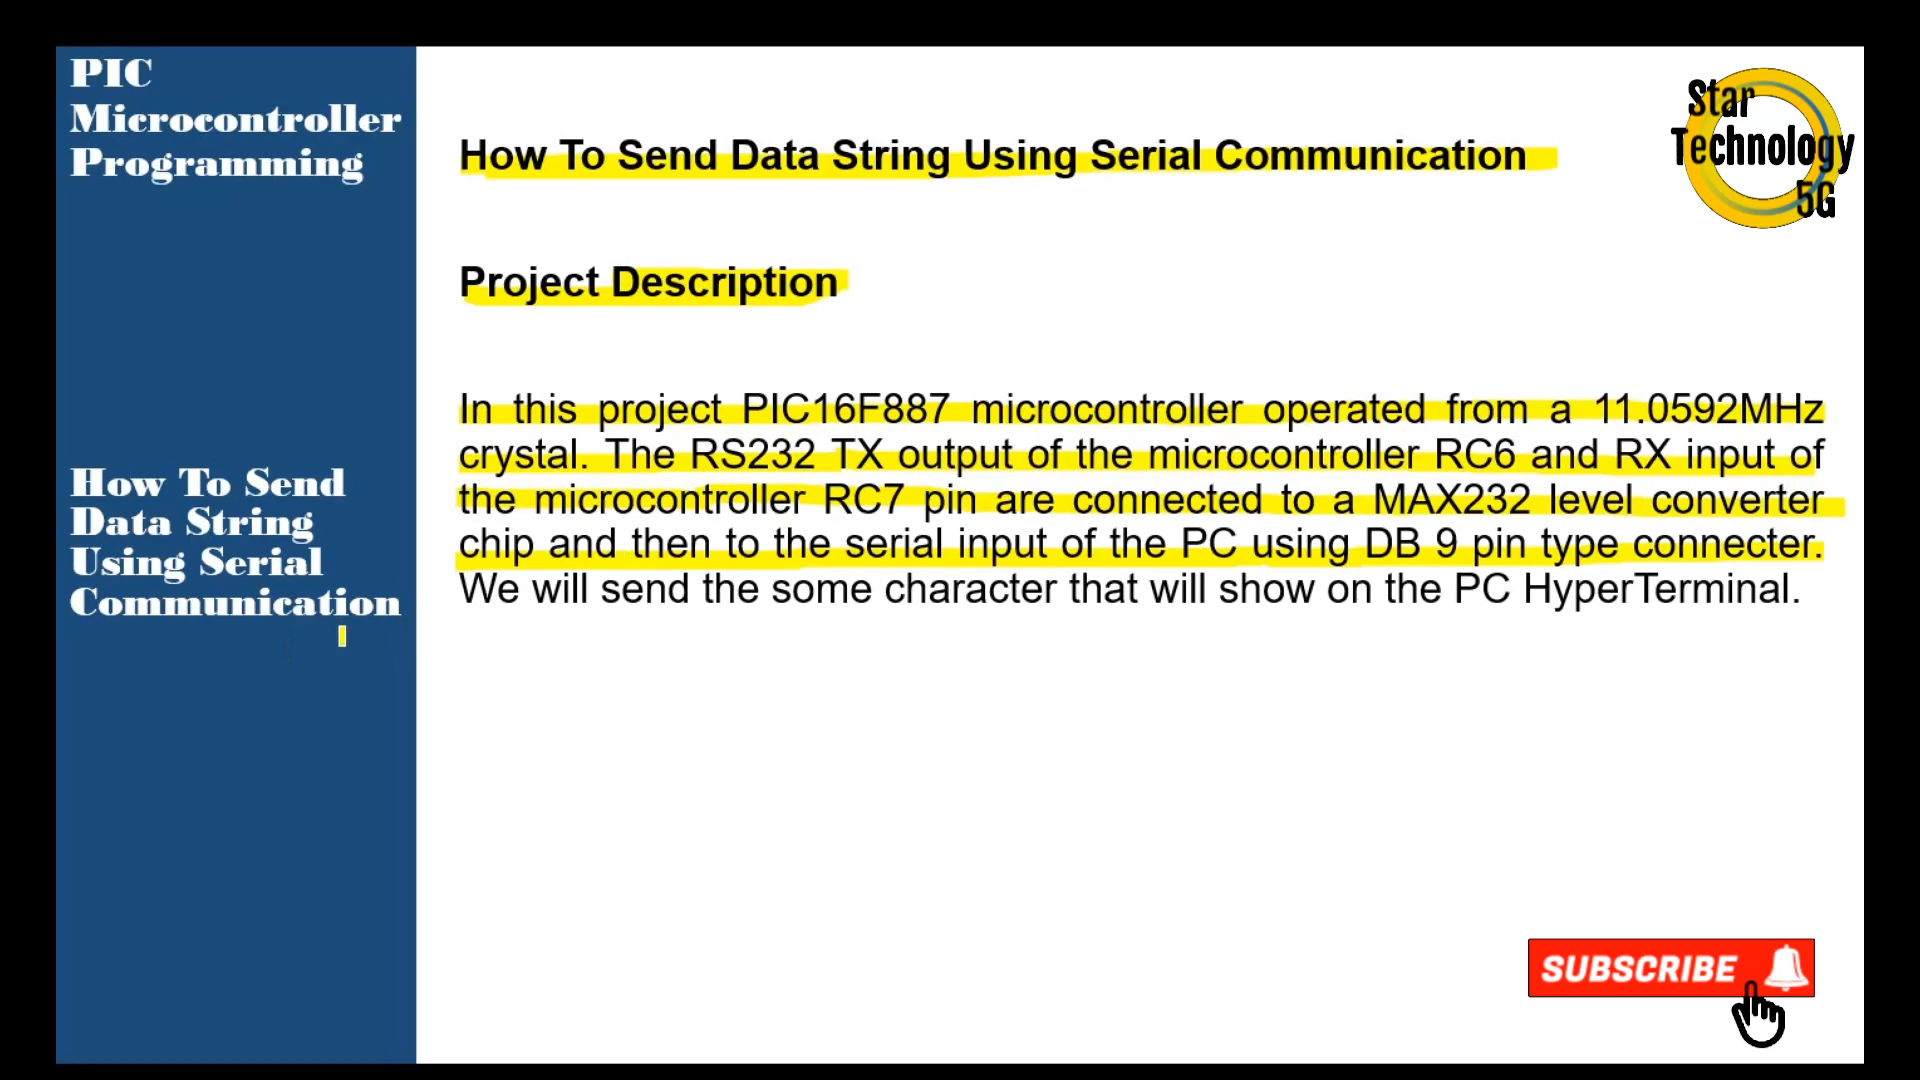 PIC
Microcontroller
Programming
How To Send
Data String
Using Serial
Communication
How To Send Data String Using Serial Communication
Project Description
In this project PIC16F887 microcontroller operated from a 11.0592MHz
crystal. The RS232 TX output of the microcontroller RC6 and RX input of
the microcontroller RC7 pin are connected to a MAX232 level converter
chip and then to the serial input of the PC using DB 9 pin type connecter.
We will send the some character that will show on the PC HyperTerminal.
Star
Technology
5G
SUBSCRIBE